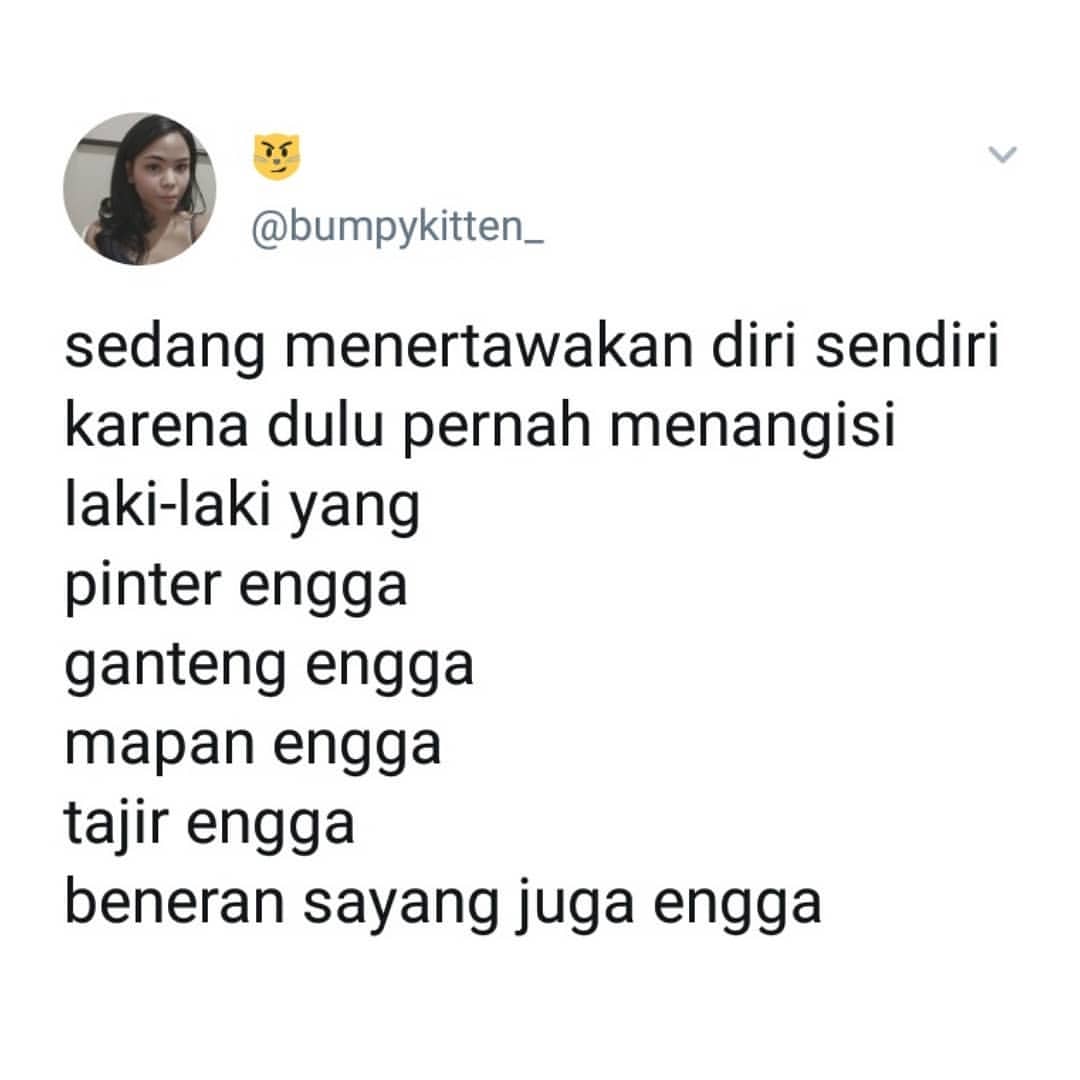 @bumpykitten_
sedang menertawakan diri sendiri
karena dulu pernah menangisi
laki-laki yang
pinter engga
ganteng engga
mapan engga
tajir engga
beneran sayang juga engga